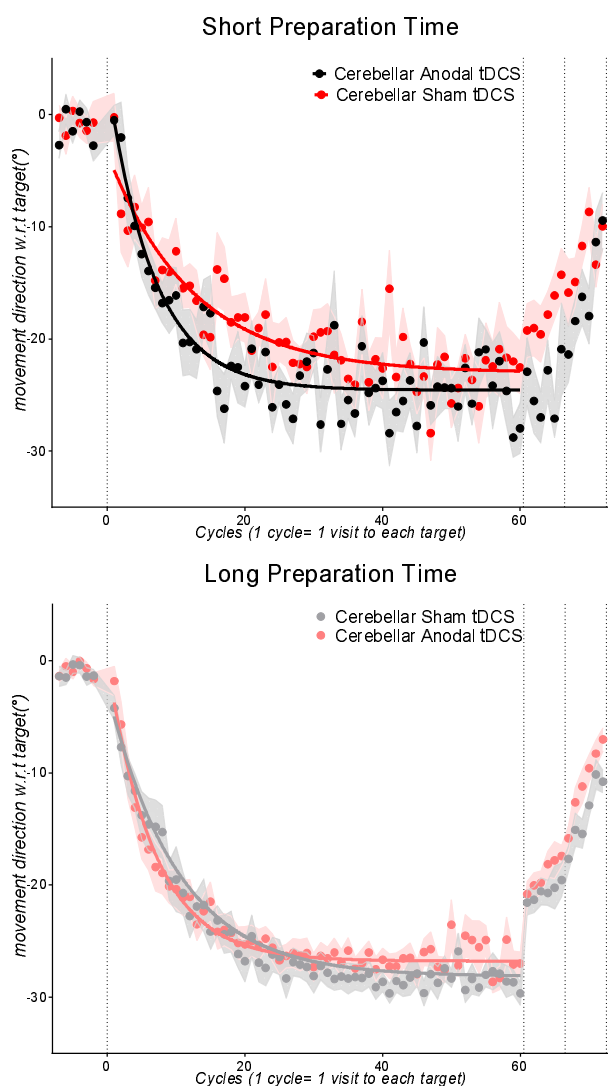 Short Preparation Time
Cerebellar Anodal tDCS
Cerebellar Sham tDCS
movement direction w.r.t target(°)
0
-10
-20
-30
0
20
40
60
Cycles (1 cycle= 1 visit to each target)
Long Preparation Time
Cerebellar Sham tDCS
Cerebellar Anodal tDCS
movement direction w.r.t target(°)
0
-10
-20
-30
0
20
40
60
Cycles (1 cycle= 1 visit to each target)